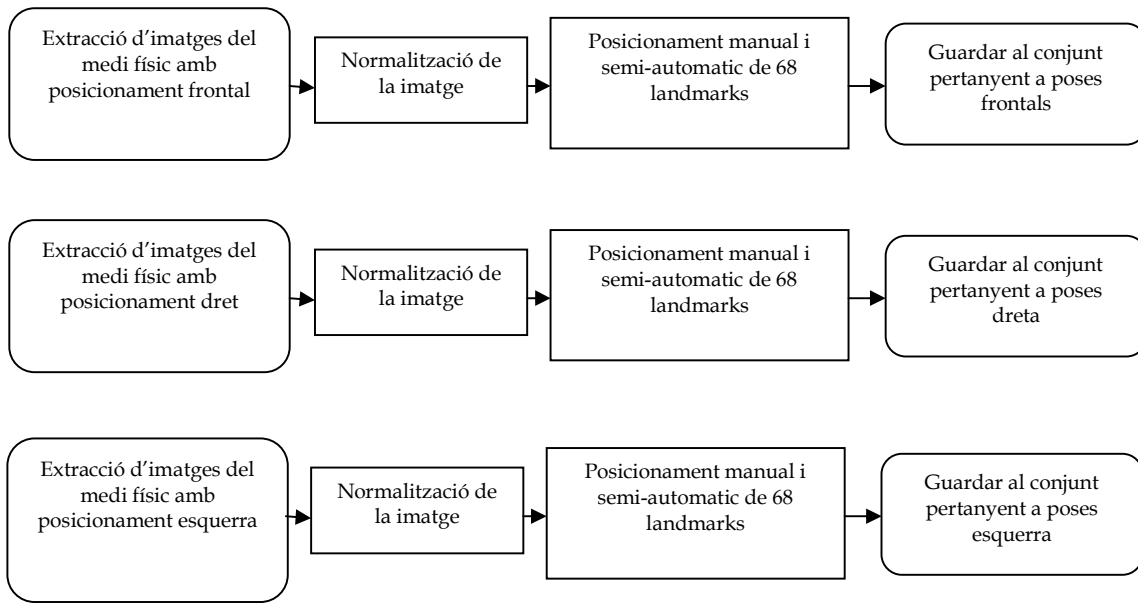 Extracció d'imatges del
medi físic amb
posicionament frontal
Normalització de
la imatge
Posicionament manual i
semi-automatic de 68
landmarks
Guardar al conjunt
pertanyent a poses
frontals
Extracció d'imatges del
medi físic amb
posicionament dret
Normalització de
la imatge
Posicionament manual i
semi-automatic de 68
landmarks
Guardar al conjunt
pertanyent a poses
dreta
Extracció d'imatges del
medi físic amb
posicionament esquerra
Normalització de
la imatge
Posicionament manual i
semi-automatic de 68
landmarks
Guardar al conjunt
pertanyent a poses
esquerra